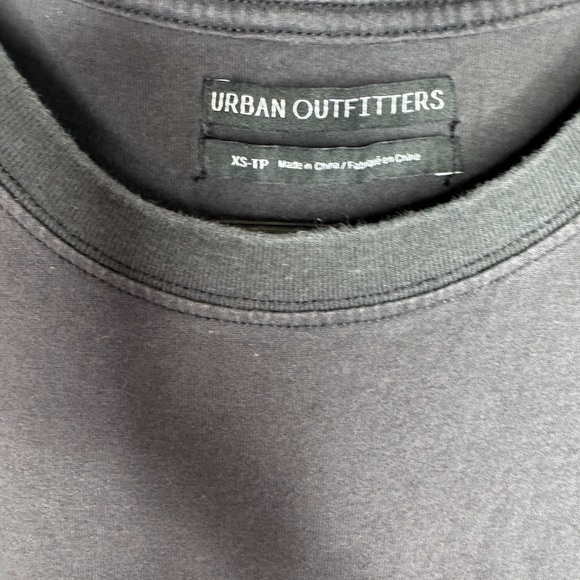 URBAN OUTFITTERS
XS-TP Made in China / Fabriqué en Chine